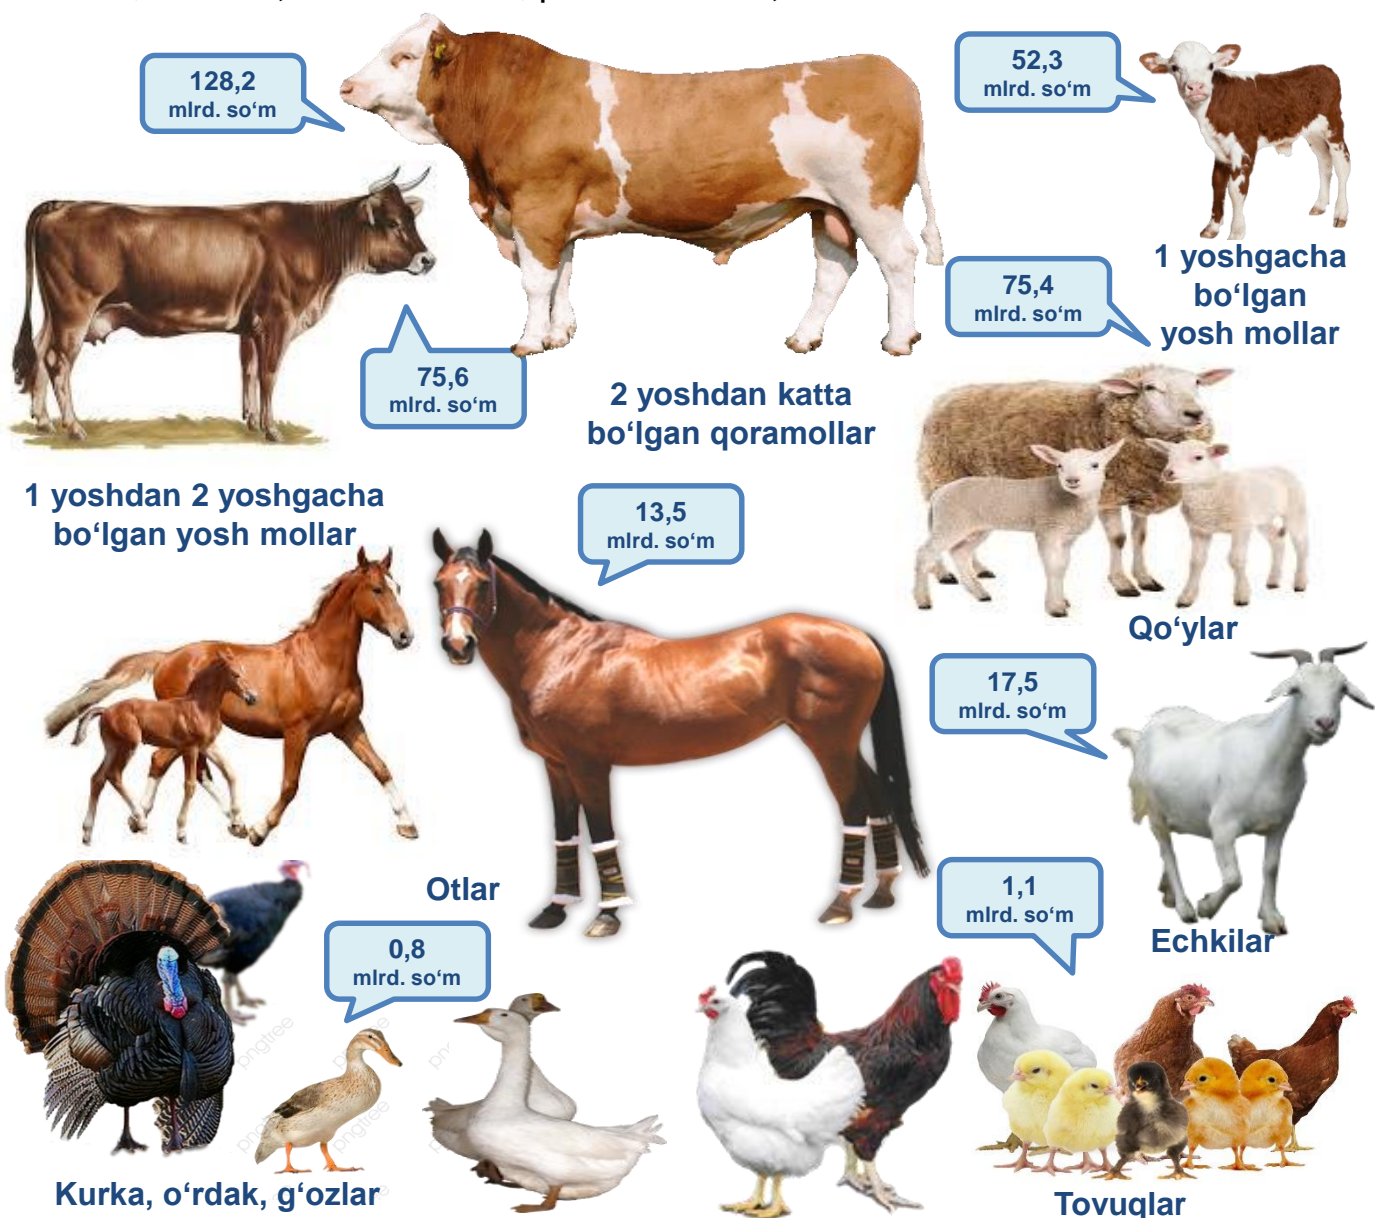 128,2
mlrd. so‘m
52,3
mlrd. so‘m
1 yoshgacha
bo‘lgan
yosh mollar
75,4
mlrd. so‘m
75,6
mlrd. so‘m
2 yoshdan katta
bo‘lgan qoramollar
1 yoshdan 2 yoshgacha
bo‘lgan yosh mollar
13,5
mlrd. so‘m
Qo‘ylar
17,5
mlrd. so‘m
Otlar
1,1
mlrd. so‘m
Echkilar
0,8
mlrd. so‘m
pngtree
pngtree
Kurka, o‘rdak, g‘ozlar
Tovuqlar